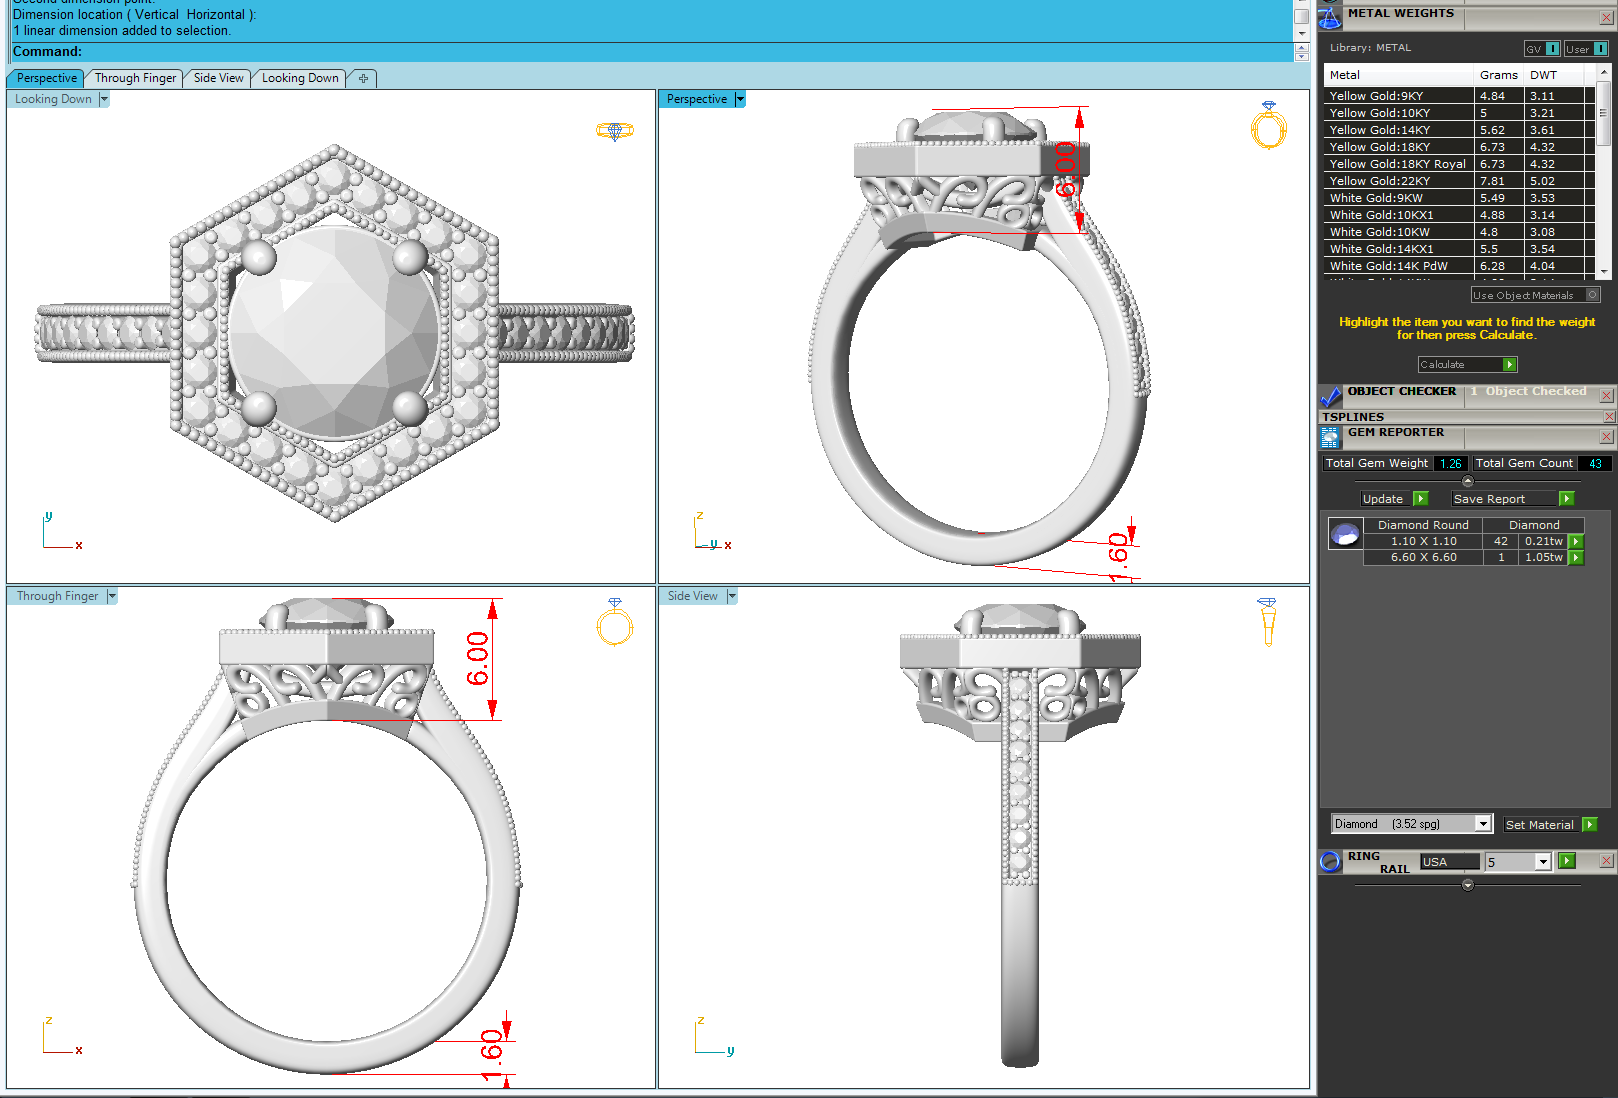 Second dimension point:
Dimension location ( Vertical  Horizontal ):
1 linear dimension added to selection.
Command:
Perspective
Through Finger
Side View
Looking Down
Looking Down
y
x
Perspective
6.00
1.60
z
y
x
Through Finger
6.00
1.60
z
x
Side View
z
y
METAL WEIGHTS
Library: METAL
GV
User
Metal Grams DWT
Yellow Gold:9KY 4.84 3.11
Yellow Gold:10KY 5 3.21
Yellow Gold:14KY 5.62 3.61
Yellow Gold:18KY 6.73 4.32
Yellow Gold:18KY Royal 6.73 4.32
Yellow Gold:22KY 7.81 5.02
White Gold:9KW 5.49 3.53
White Gold:10KX1 4.88 3.14
White Gold:10KW 4.8 3.08
White Gold:14KX1 5.5 3.54
White Gold:14K PdW 6.28 4.04
Use Object Materials
Highlight the item you want to find the weight
for then press Calculate.
Calculate
OBJECT CHECKER 1 Object Checked
TSPLINES
GEM REPORTER
Total Gem Weight 1.26 Total Gem Count 43
Update Save Report
Diamond Round Diamond
1.10 X 1.10 42 0.21tw
6.60 X 6.60 1 1.05tw
Diamond (3.52 spg) Set Material
RING
RAIL USA 5